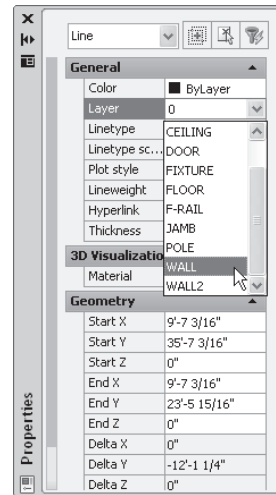 Line
General
Color ByLayer
Layer 0
Linetype CEILING
Linetype sc... DOOR
Plot style FIXTURE
Lineweight FLOOR
Hyperlink F-RAIL
Thickness JAMB
POLE
3D Visualizatio WALL
Material WALL2
Geometry
Start X 9'-7 3/16"
Start Y 35'-7 3/16"
Start Z 0"
End X 9'-7 3/16"
End Y 23'-5 15/16"
End Z 0"
Delta X 0"
Delta Y -12'-1 1/4"
Delta Z 0"
Properties